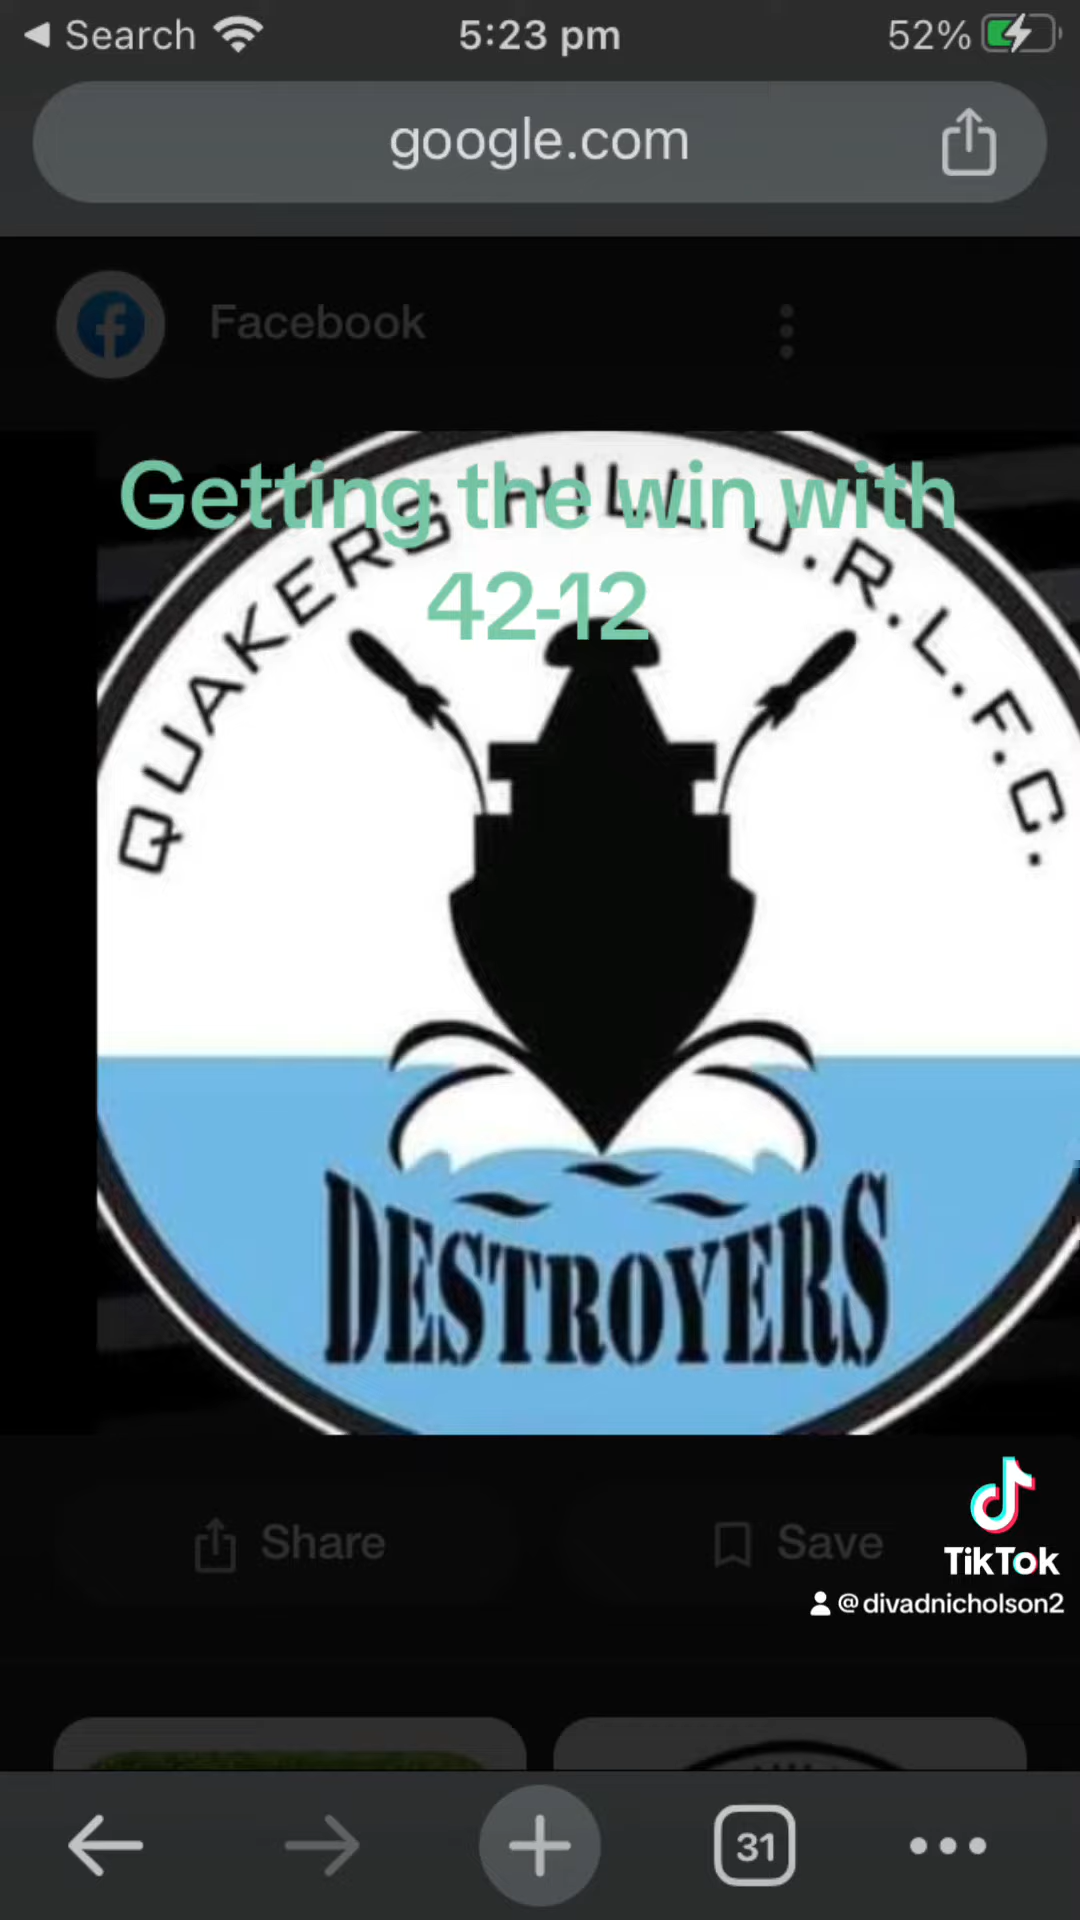 Search
5:23 pm
52%
google.com
Facebook
Getting the win with
42-12
QUAKERS HILL J.R.L.F.C.
DESTROYERS
Share
Save
TikTok
@divadnicholson2
31